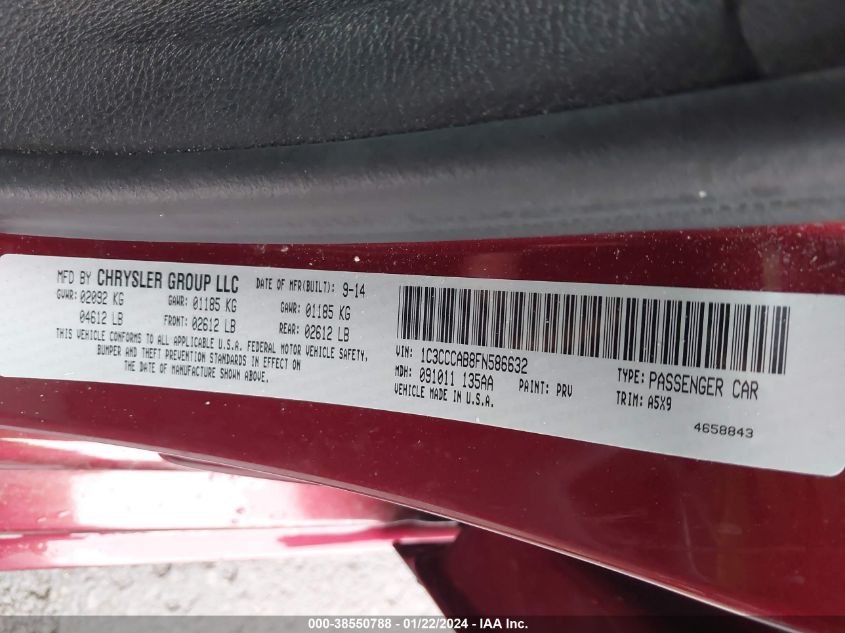 MFD BY CHRYSLER GROUP LLC DATE OF MFR(BUILT): 9-14
GVWR: 02092 KG GAWR: 01185 KG GAWR: 01185 KG
04612 LB FRONT: 02612 LB REAR: 02612 LB
THIS VEHICLE CONFORMS TO ALL APPLICABLE U.S.A. FEDERAL MOTOR VEHICLE SAFETY,
BUMPER AND THEFT PREVENTION STANDARDS IN EFFECT ON
THE DATE OF MANUFACTURE SHOWN ABOVE.
VIN: 1C3CCCAB8FN586632 TYPE: PASSENGER CAR
MDH: 091011 135AA PAINT: PRV TRIM: A5X9
VEHICLE MADE IN U.S.A.
4658843
000-38550788 - 01/22/2024 - IAA Inc.